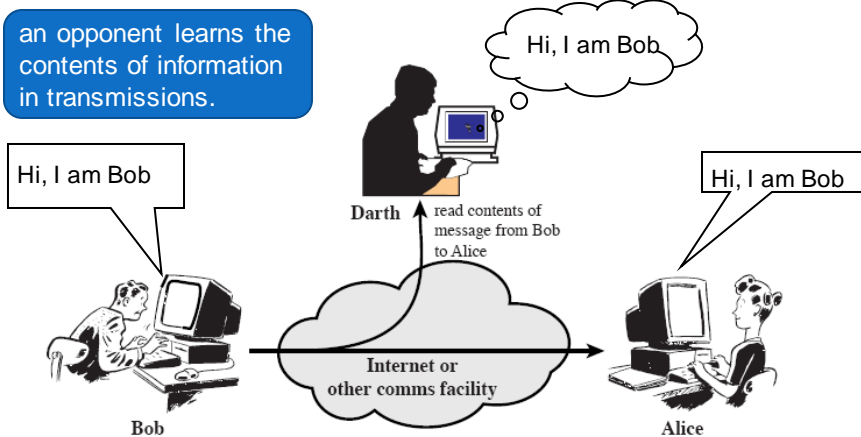 an opponent learns the
contents of information
in transmissions.
Hi, I am Bob
Hi, I am Bob
Hi, I am Bob
Darth
read contents of
message from Bob
to Alice
Internet or
other comms facility
Bob
Alice